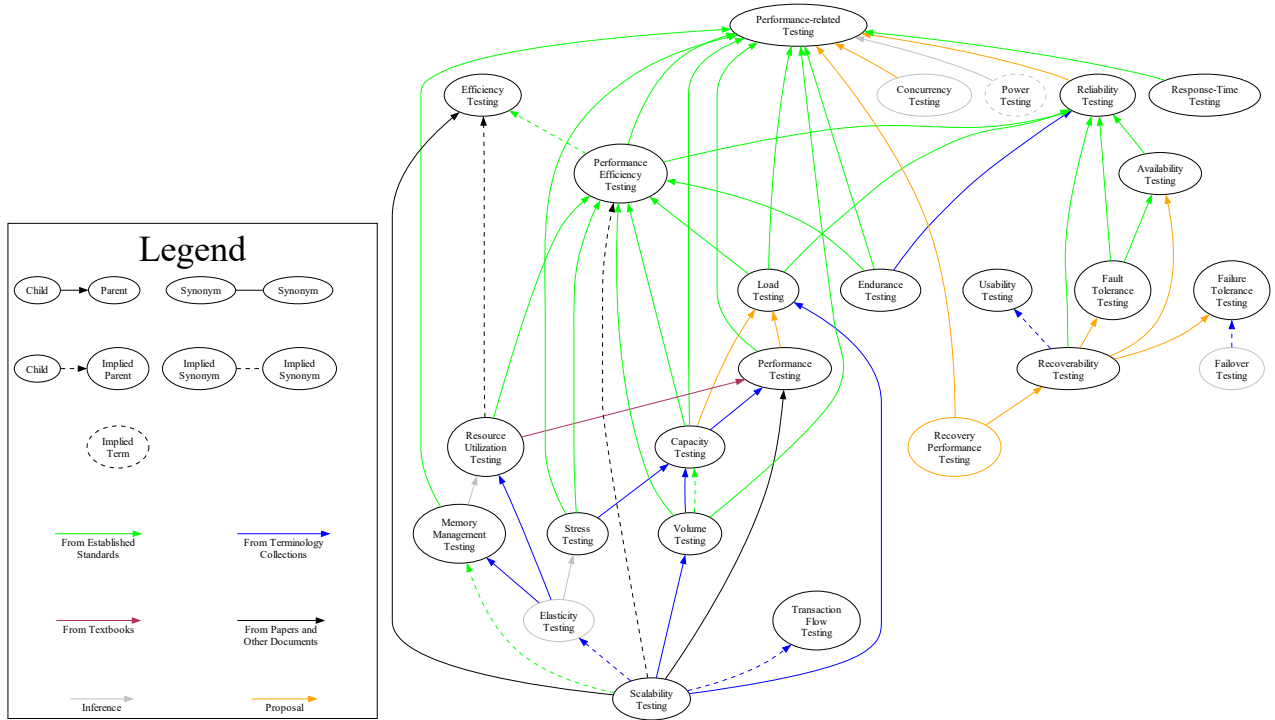 Performance-related
Testing
Efficiency
Testing
Concurrency
Testing
Power
Testing
Reliability
Testing
Response-Time
Testing
Performance
Efficiency
Testing
Availability
Testing
Legend
Child
Parent
Synonym
Synonym
Child
Implied
Parent
Implied
Synonym
Implied
Synonym
Implied
Term
From Established
Standards
From Terminology
Collections
From Textbooks
From Papers and
Other Documents
Inference
Proposal
Load
Testing
Endurance
Testing
Usability
Testing
Fault
Tolerance
Testing
Failure
Tolerance
Testing
Performance
Testing
Recoverability
Testing
Failover
Testing
Resource
Utilization
Testing
Capacity
Testing
Recovery
Performance
Testing
Memory
Management
Testing
Stress
Testing
Volume
Testing
Elasticity
Testing
Transaction
Flow
Testing
Scalability
Testing